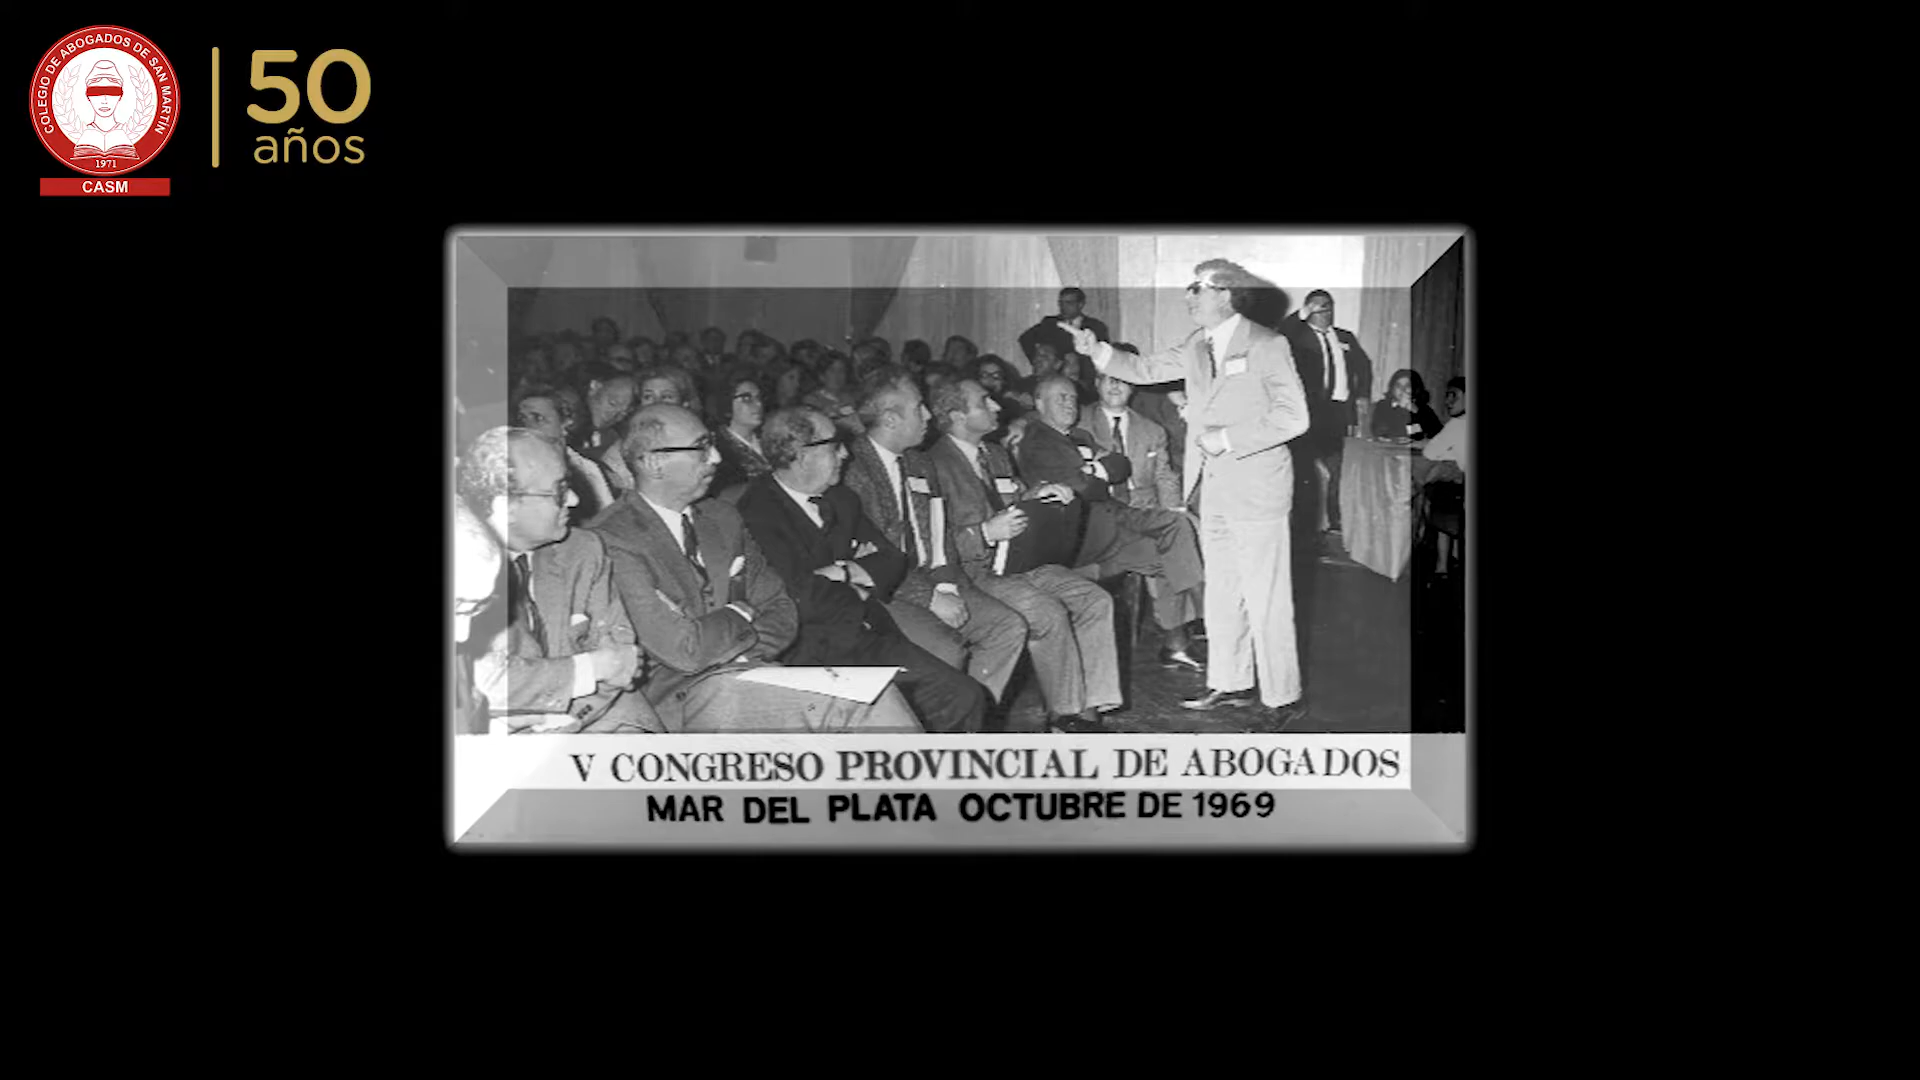 COLEGIO DE ABOGADOS DE SAN MARTÍN
1971
CASM
50
años
V CONGRESO PROVINCIAL DE ABOGADOS
MAR DEL PLATA OCTUBRE DE 1969